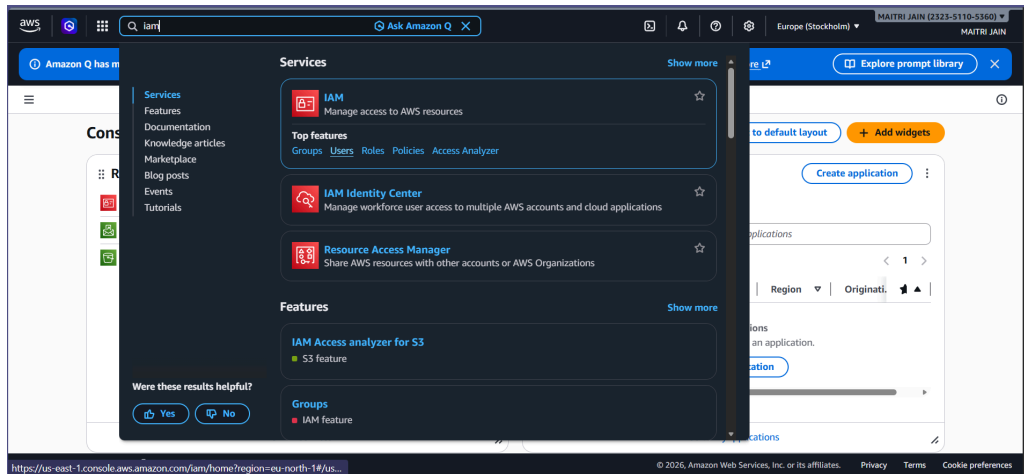 aws
iam
Ask Amazon Q
Europe (Stockholm) ▼
MAITRI JAIN (2323-5110-5360) ▼
MAITRI JAIN
Amazon Q has m
Explore prompt library
Services
Show more
Services
Features
Documentation
Knowledge articles
Marketplace
Blog posts
Events
Tutorials
IAM
Manage access to AWS resources
Top features
Groups Users Roles Policies Access Analyzer
IAM Identity Center
Manage workforce user access to multiple AWS accounts and cloud applications
Resource Access Manager
Share AWS resources with other accounts or AWS Organizations
Features
Show more
IAM Access analyzer for S3
S3 feature
Groups
IAM feature
Were these results helpful?
Yes
No
Cons
to default layout
+ Add widgets
R
Create application
1
Region
Originati.
an application.
https://us-east-1.console.aws.amazon.com/iam/home?region=eu-north-1#/us...
© 2026, Amazon Web Services, Inc. or its affiliates.
Privacy
Terms
Cookie preferences